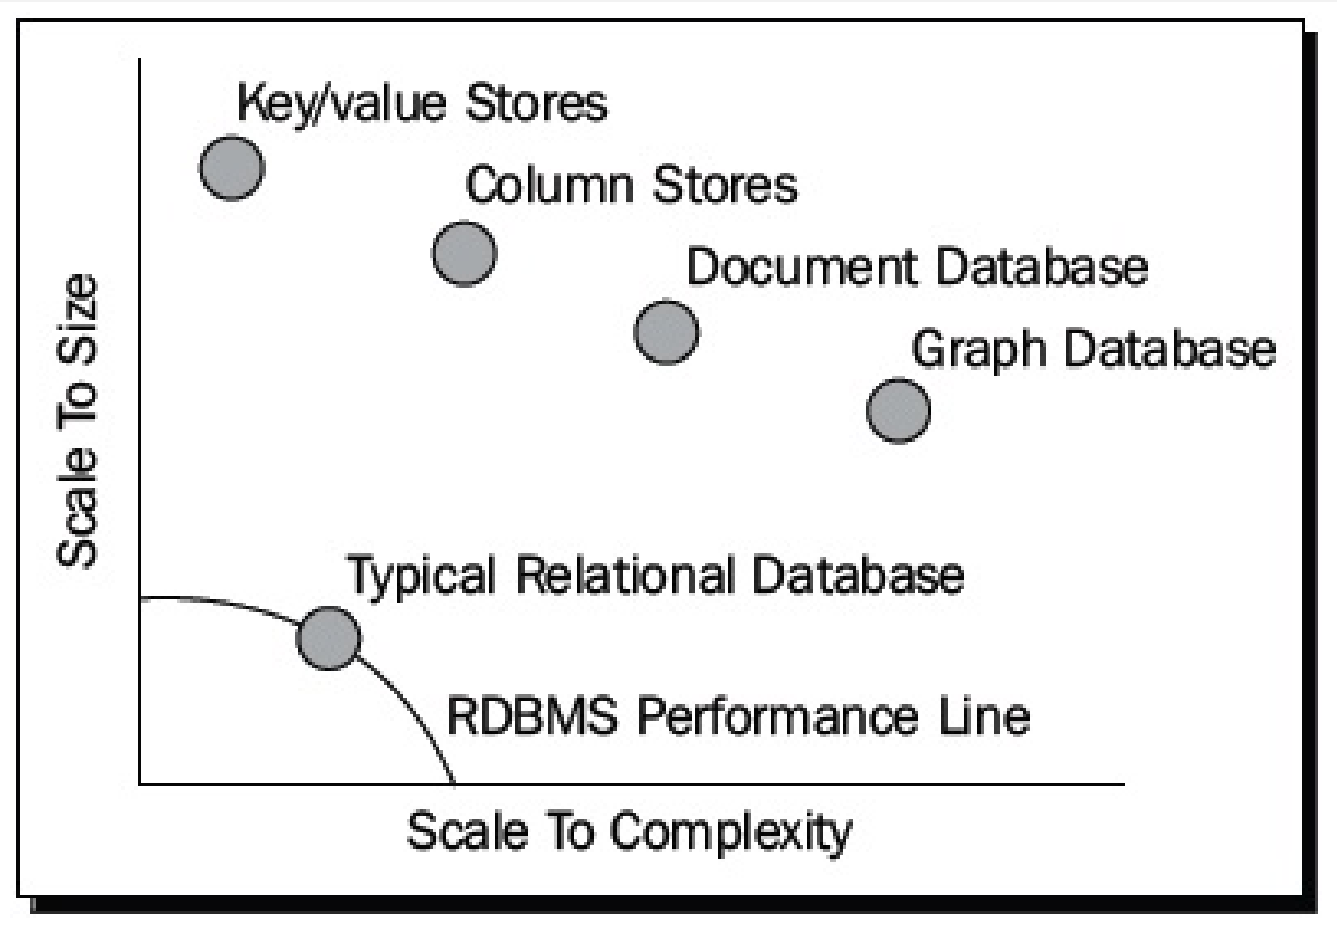 Key/value Stores
Column Stores
Document Database
Graph Database
Scale To Size
Typical Relational Database
RDBMS Performance Line
Scale To Complexity